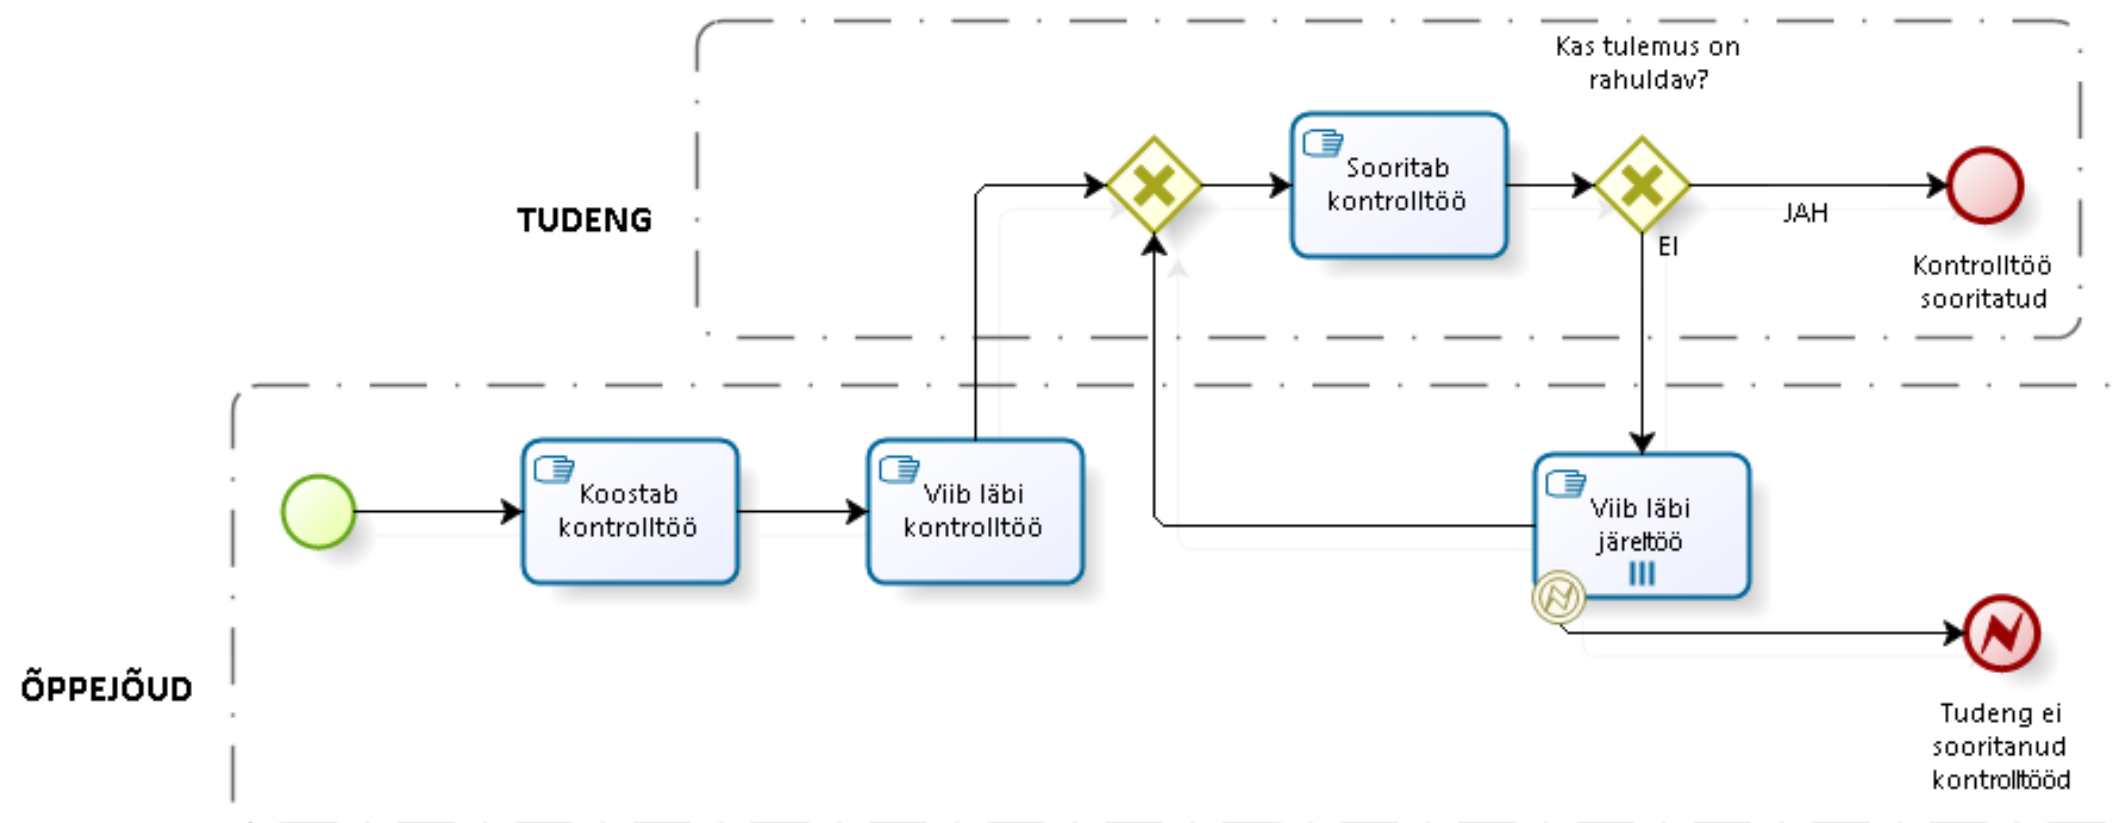 Kas tulemus on
rahuldav?
Sooritab
kontrolltöö
TUDENG
JAH
EI
Kontrolltöö
sooritatud
Koostab
kontrolltöö
Viib läbi
kontrolltöö
Viib läbi
järeltöö
ÕPPEJÕUD
Tudeng ei
sooritanud
kontrolltööd